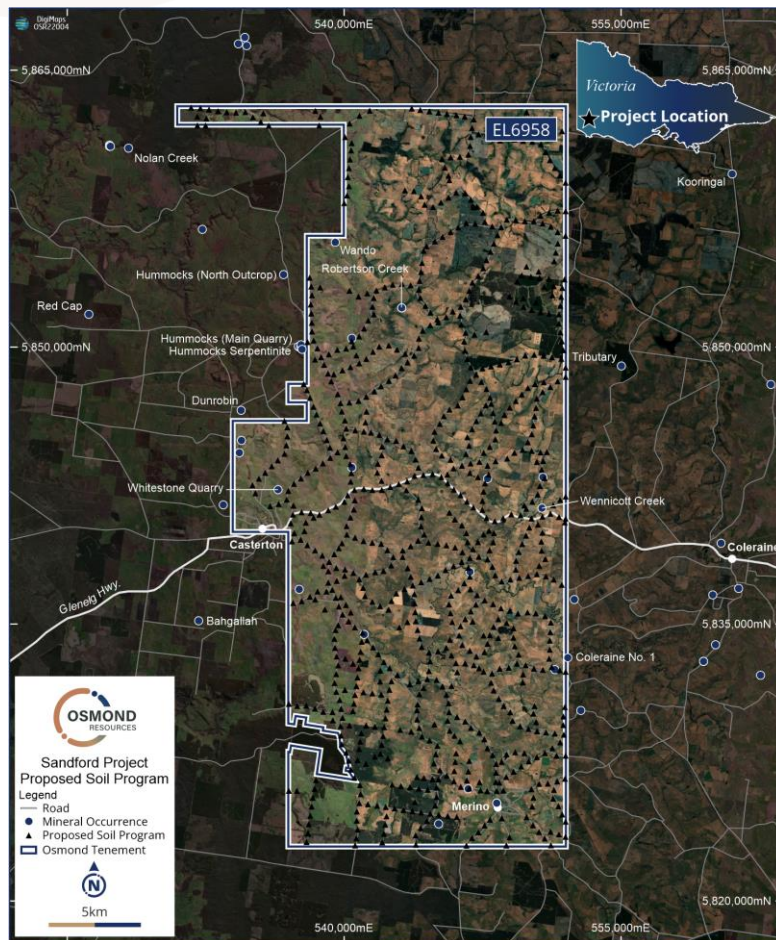 DigiMaps
OSR22004
540,000mE
555,000mE
5,865,000mN
5,865,000mN
Victoria
Project Location
EL6958
Nolan Creek
Kooringal
Wando
Robertson Creek
Hummocks (North Outcrop)
Red Cap
Hummocks (Main Quarry)
Hummocks Serpentinite
5,850,000mN
5,850,000mN
Tributary
Dunrobin
Whitestone Quarry
Wennicott Creek
Casterton
Coleraine
Glenelg Hwy.
Bahgallah
5,835,000mN
Coleraine No. 1
OSMOND
RESOURCES
Sandford Project
Proposed Soil Program
Legend
Road
Mineral Occurrence
Proposed Soil Program
Osmond Tenement
N
5km
Merino
5,820,000mN
540,000mE
555,000mE